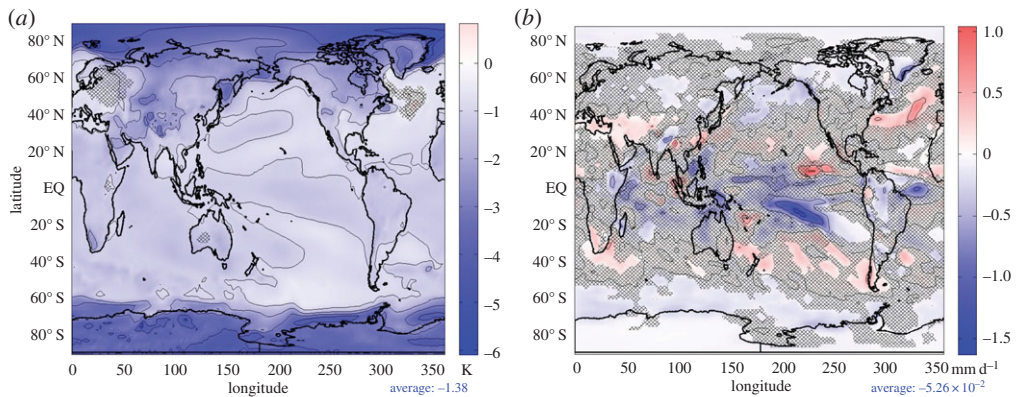 (a)
latitude
80° N
60° N
40° N
20° N
EQ
20° S
40° S
60° S
80° S
0 50 100 150 200 250 300 350
longitude
0
–1
–2
–3
–4
–5
–6
K
average: –1.38
(b)
80° N
60° N
40° N
20° N
EQ
20° S
40° S
60° S
80° S
0 50 100 150 200 250 300 350
longitude
1.0
0.5
0
–0.5
–1.0
–1.5
mm d⁻¹
average: –5.26 × 10⁻²